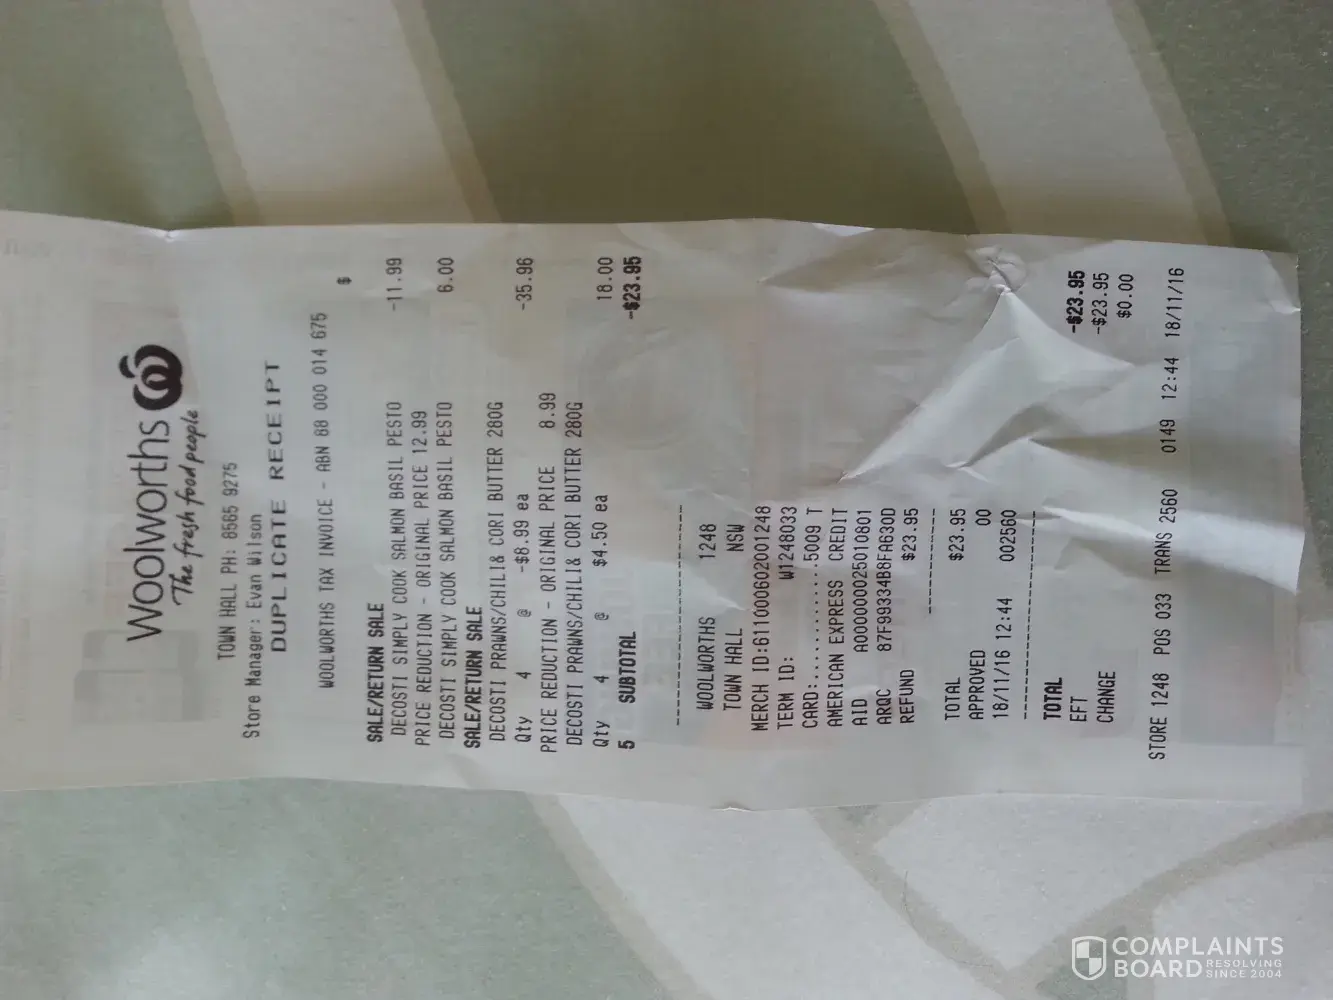 Woolworths
The fresh food people
TOWN HALL PH: 8565 9275
Store Manager: Evan Wilson
DUPLICATE RECEIPT
WOOLWORTHS TAX INVOICE - ABN 88 000 014 675
$
SALE/RETURN SALE
DECOSTI SIMPLY COOK SALMON BASIL PESTO -11.99
PRICE REDUCTION - ORIGINAL PRICE 12.99
DECOSTI SIMPLY COOK SALMON BASIL PESTO 6.00
SALE/RETURN SALE
DECOSTI PRAWNS/CHILI& CORI BUTTER 280G
Qty 4 @ -$8.99 ea -35.96
PRICE REDUCTION - ORIGINAL PRICE 8.99
DECOSTI PRAWNS/CHILI& CORI BUTTER 280G
Qty 4 @ $4.50 ea 18.00
5 SUBTOTAL -$23.95
WOOLWORTHS 1248
TOWN HALL NSW
MERCH ID:611000602001248
TERM ID: W1248033
CARD:............5009 T
AMERICAN EXPRESS CREDIT
AID A000000025010801
ARQC 87F99334B8FA630D
REFUND $23.95
TOTAL $23.95
APPROVED 00
18/11/16 12:44 002560
TOTAL -$23.95
EFT -$23.95
CHANGE $0.00
STORE 1248 POS 033 TRANS 2560 0149 12:44 18/11/16
COMPLAINTS
BOARD RESOLVING
SINCE 2004